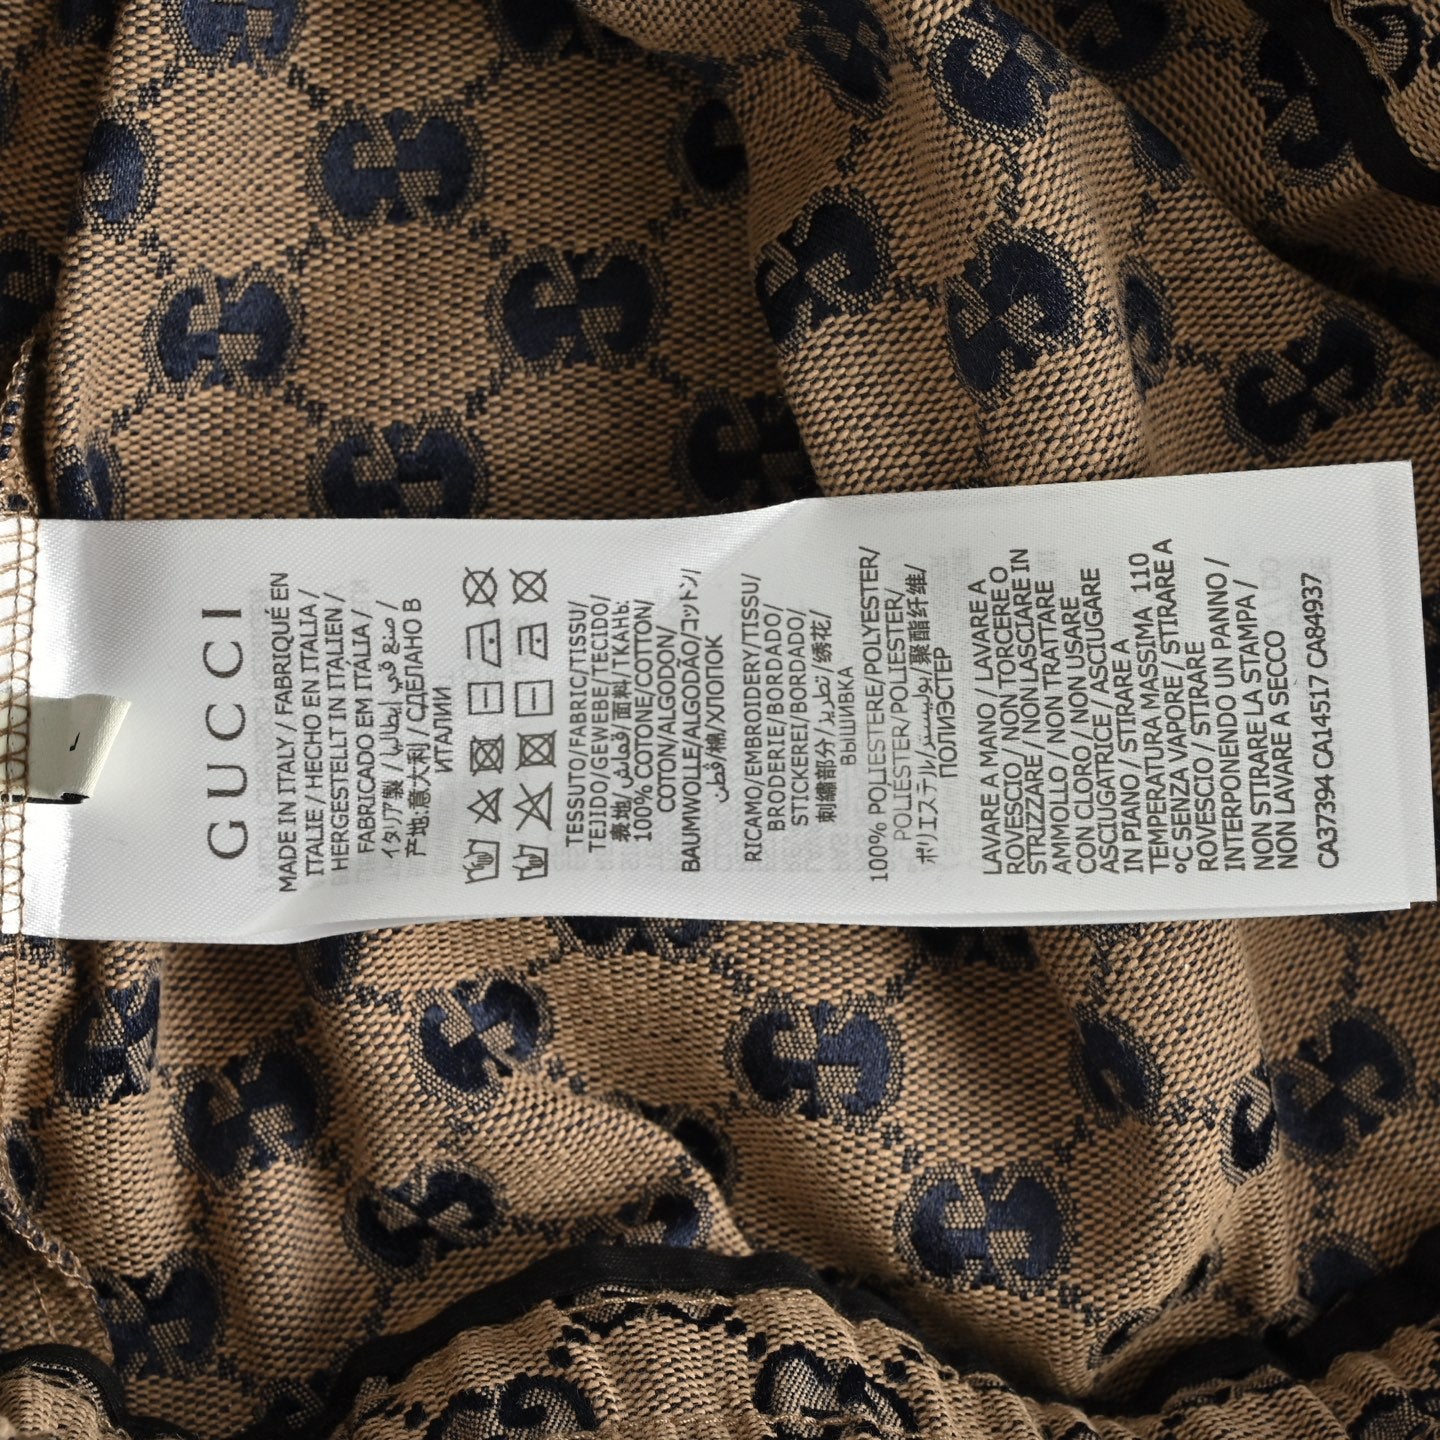 GUCCI
MADE IN ITALY / FABRIQUÉ EN
ITALIE / HECHO EN ITALIA /
HERGESTELLT IN ITALIEN /
FABRICADO EM ITALIA /
イタリア製 / صنع في إيطاليا /
产地:意大利 / СДЕЛАНО В
ИТАЛИИ
TESSUTO/FABRIC/TISSU/
TEJIDO/GEWEBE/TECIDO/
表地/قماش/面料/ТКАНЬ:
100% COTONE/COTTON/
COTON/ALGODON/
BAUMWOLLE/ALGODÃO/コットン/
قطن/棉/ХЛОПОК
RICAMO/EMBROIDERY/TISSU/
BRODERIE/BORDADO/
STICKEREI/BORDADO/
刺繍部分/تطريز/绣花/
ВЫШИВКА
100% POLIESTERE/POLYESTER/
POLIESTER/POLIESTER/
ポリエステル/بوليستر/聚酯纤维/
ПОЛИЭСТЕР
LAVARE A MANO / LAVARE A
ROVESCIO / NON TORCERE O
STRIZZARE / NON LASCIARE IN
AMMOLLO / NON TRATTARE
CON CLORO / NON USARE
ASCIUGATRICE / ASCIUGARE
IN PIANO / STIRARE A
TEMPERATURA MASSIMA 110
°C SENZA VAPORE / STIRARE A
ROVESCIO / STIRARE
INTERPONENDO UN PANNO /
NON STIRARE LA STAMPA /
NON LAVARE A SECCO
CA37394 CA14517 CA84937